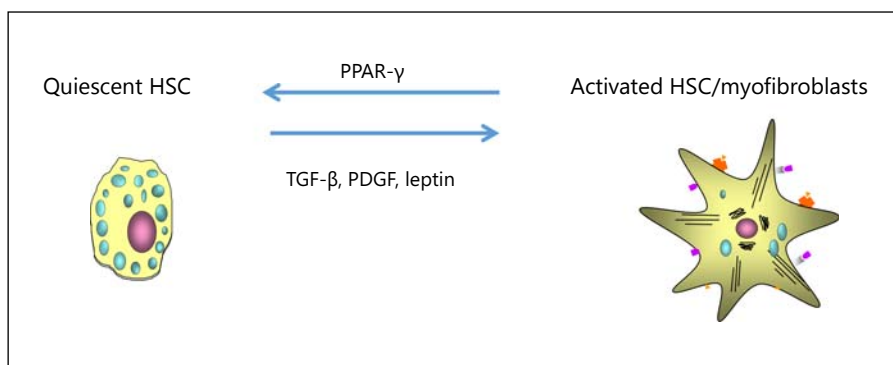 PPAR-γ
Quiescent HSC
Activated HSC/myofibroblasts
TGF-β, PDGF, leptin